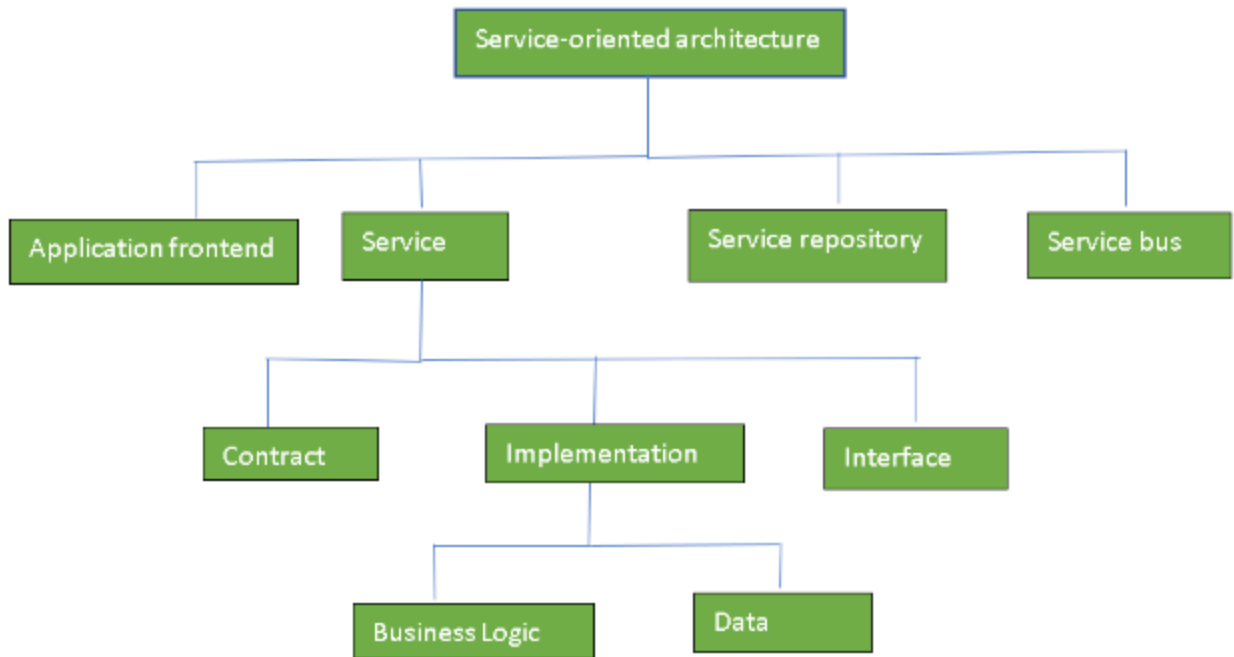 Service-oriented architecture
Application frontend
Service
Service repository
Service bus
Contract
Implementation
Interface
Business Logic
Data